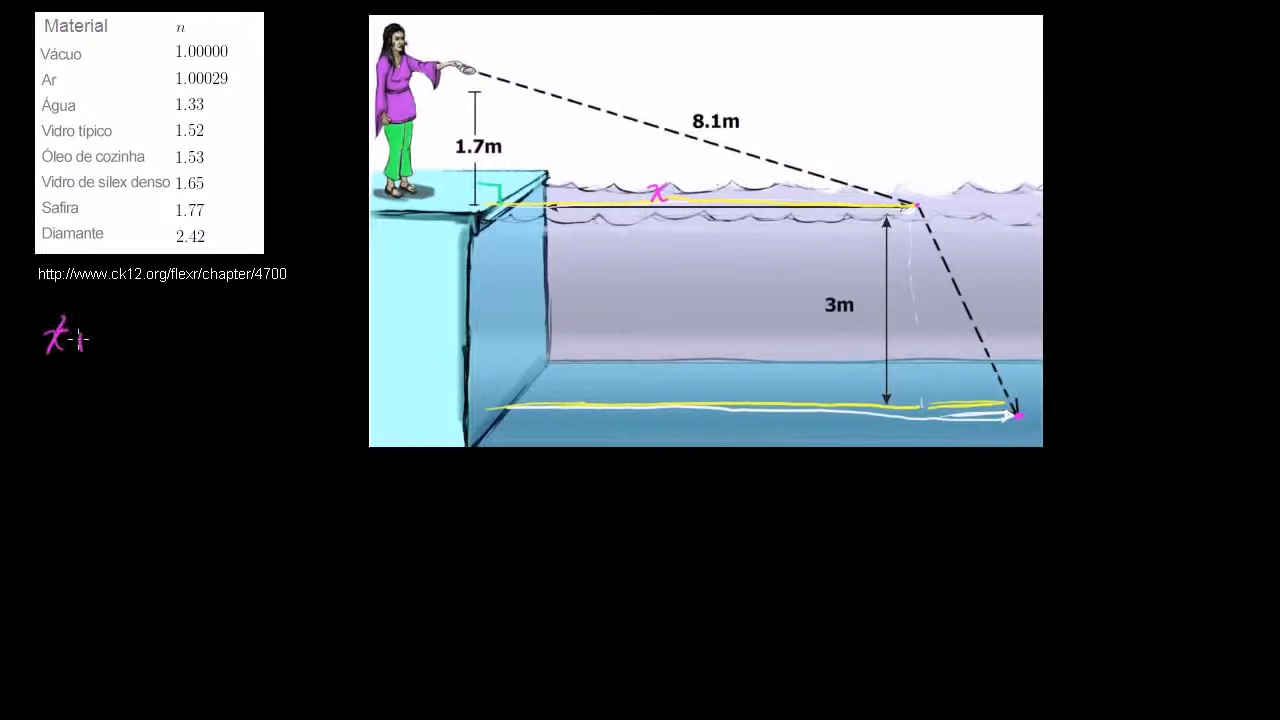 Material n
Vácuo 1.00000
Ar 1.00029
Água 1.33
Vidro típico 1.52
Óleo de cozinha 1.53
Vidro de sílex denso 1.65
Safira 1.77
Diamante 2.42
http://www.ck12.org/flexr/chapter/4700
8.1m
1.7m
x
3m
x